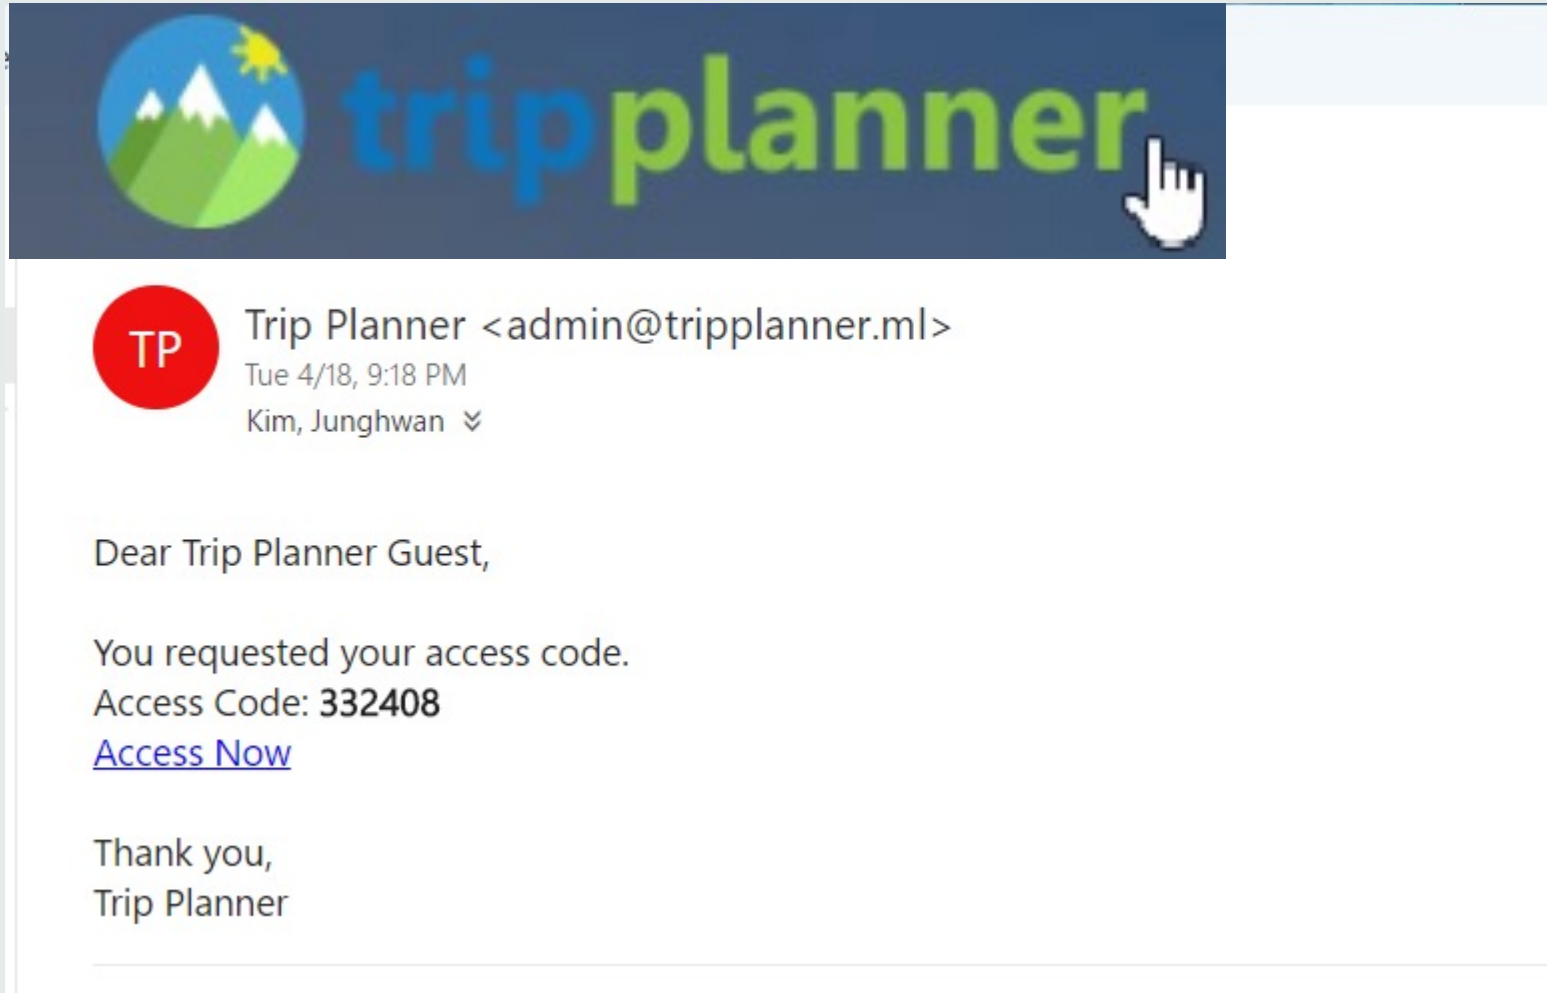 tripplanner
TP
Trip Planner <admin@tripplanner.ml>
Tue 4/18, 9:18 PM
Kim, Junghwan
Dear Trip Planner Guest,
You requested your access code.
Access Code: 332408
Access Now
Thank you,
Trip Planner